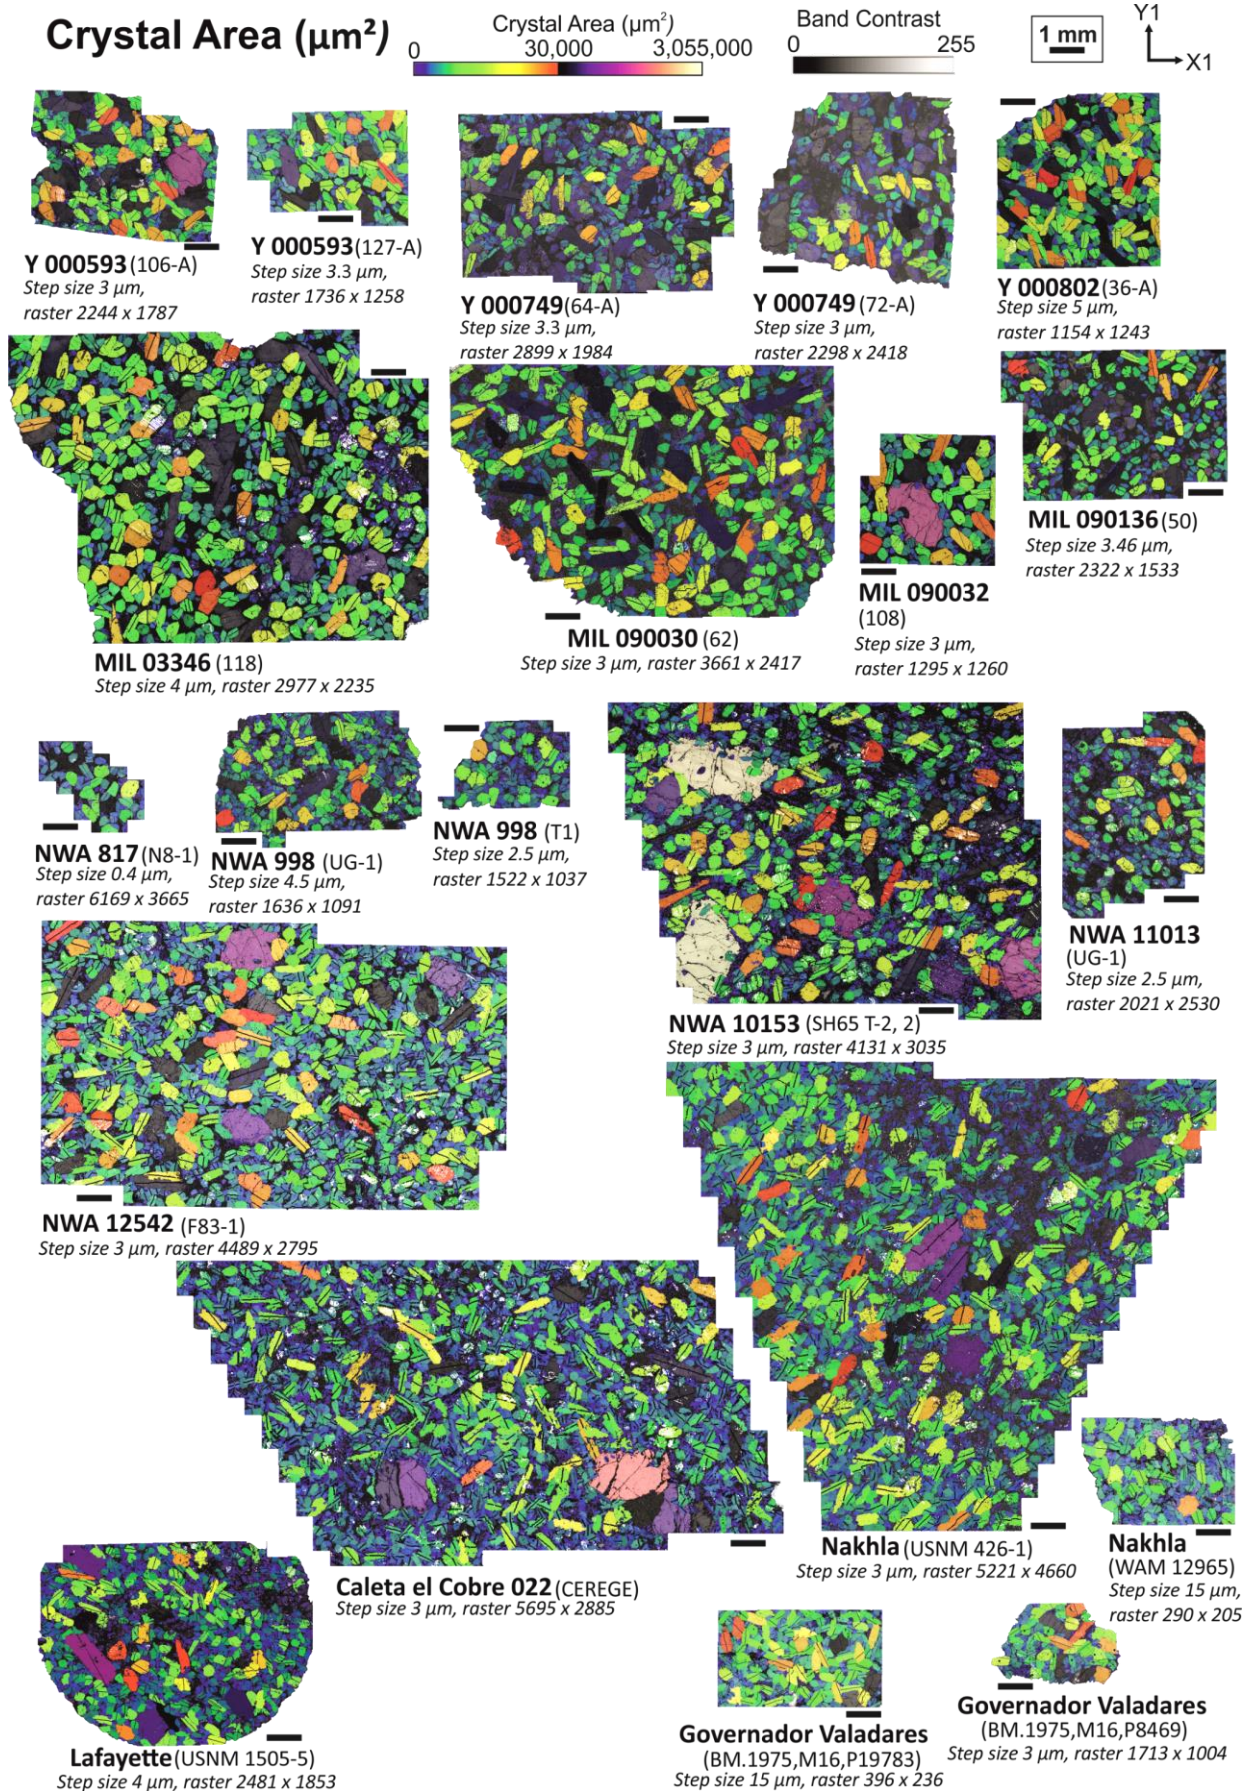 Crystal Area (µm²)
Crystal Area (µm²)
0 30,000 3,055,000
Band Contrast
0 255
1 mm
Y1
X1
Y 000593 (106-A)
Step size 3 µm,
raster 2244 x 1787
Y 000593 (127-A)
Step size 3.3 µm,
raster 1736 x 1258
Y 000749 (64-A)
Step size 3.3 µm,
raster 2899 x 1984
Y 000749 (72-A)
Step size 3 µm,
raster 2298 x 2418
Y 000802 (36-A)
Step size 5 µm,
raster 1154 x 1243
MIL 03346 (118)
Step size 4 µm, raster 2977 x 2235
MIL 090030 (62)
Step size 3 µm, raster 3661 x 2417
MIL 090032
(108)
Step size 3 µm,
raster 1295 x 1260
MIL 090136 (50)
Step size 3.46 µm,
raster 2322 x 1533
NWA 817 (N8-1)
Step size 0.4 µm,
raster 6169 x 3665
NWA 998 (UG-1)
Step size 4.5 µm,
raster 1636 x 1091
NWA 998 (T1)
Step size 2.5 µm,
raster 1522 x 1037
NWA 10153 (SH65 T-2, 2)
Step size 3 µm, raster 4131 x 3035
NWA 11013
(UG-1)
Step size 2.5 µm,
raster 2021 x 2530
NWA 12542 (F83-1)
Step size 3 µm, raster 4489 x 2795
Caleta el Cobre 022 (CEREGE)
Step size 3 µm, raster 5695 x 2885
Nakhla (USNM 426-1)
Step size 3 µm, raster 5221 x 4660
Nakhla
(WAM 12965)
Step size 15 µm,
raster 290 x 205
Lafayette (USNM 1505-5)
Step size 4 µm, raster 2481 x 1853
Governador Valadares
(BM.1975,M16,P19783)
Step size 15 µm, raster 396 x 236
Governador Valadares
(BM.1975,M16,P8469)
Step size 3 µm, raster 1713 x 1004